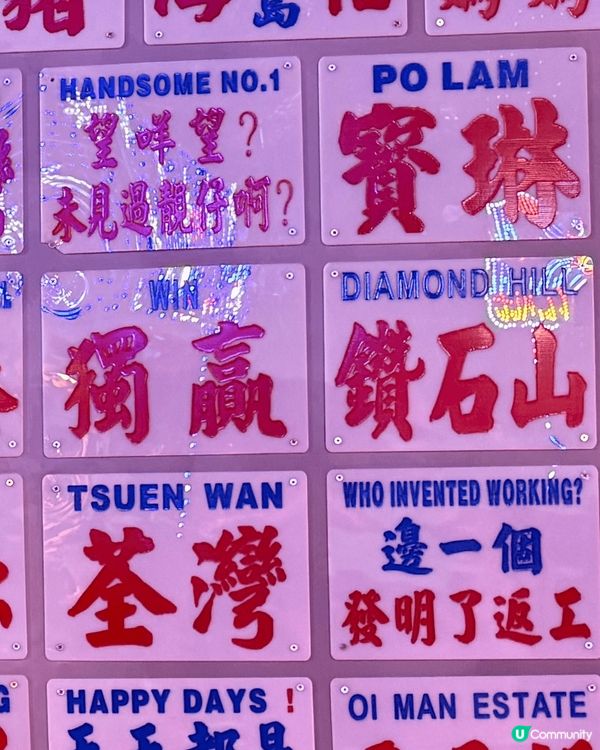 HANDSOME NO.1
望咩望?
未見過靚仔啊?
PO LAM
寶琳
WIN
獨贏
DIAMOND HILL
鑽石山
TSUEN WAN
荃灣
WHO INVENTED WORKING?
邊一個
發明了返工
HAPPY DAYS!
OI MAN ESTATE
U Community